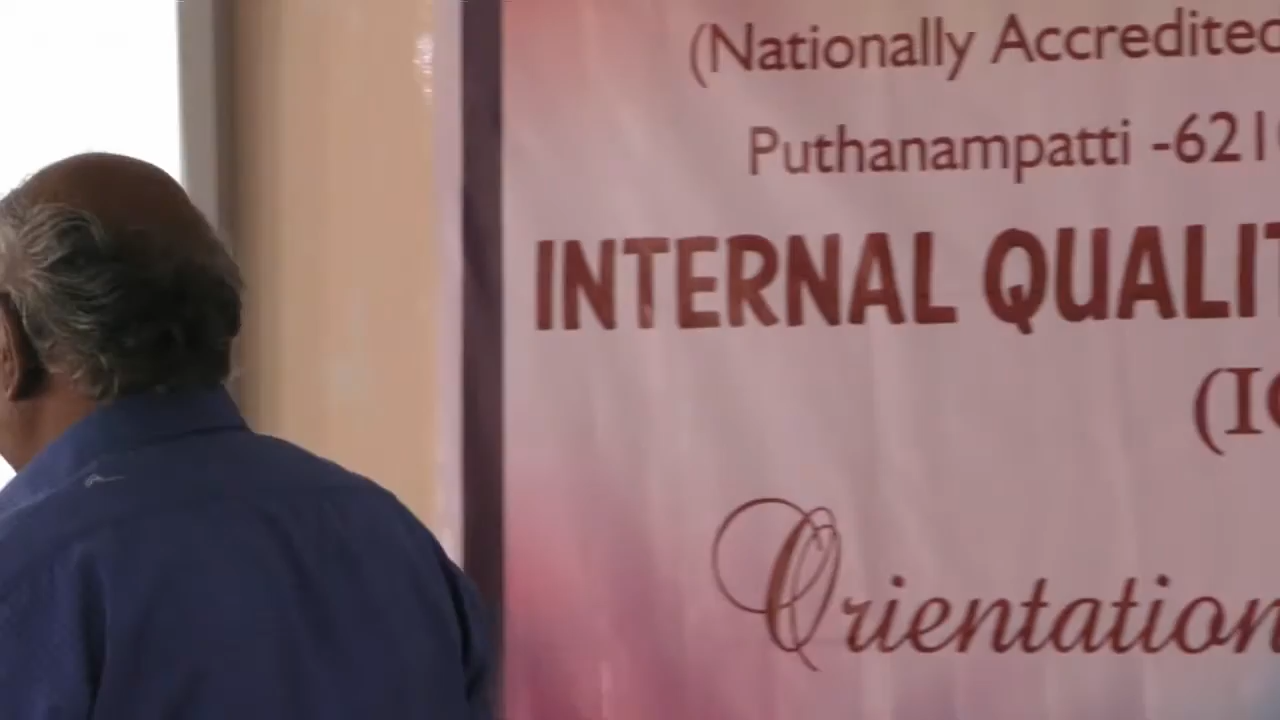 (Nationally Accredited
Puthanampatti -621
INTERNAL QUALIT
(I
Orientation